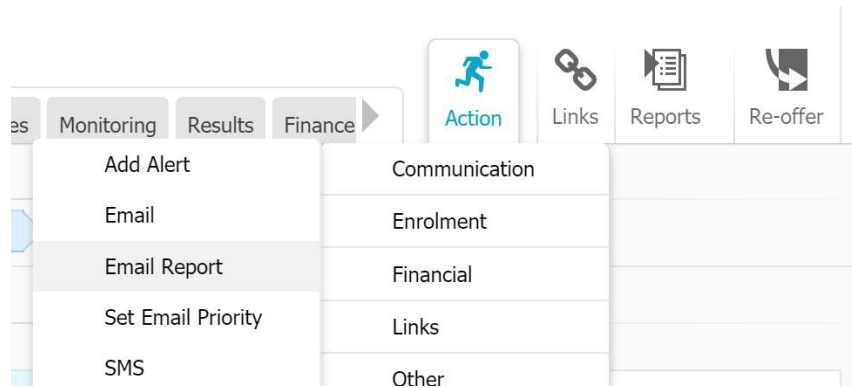 Action
Links
Reports
Re-offer
es
Monitoring
Results
Finance
Add Alert
Email
Email Report
Set Email Priority
SMS
Communication
Enrolment
Financial
Links
Other